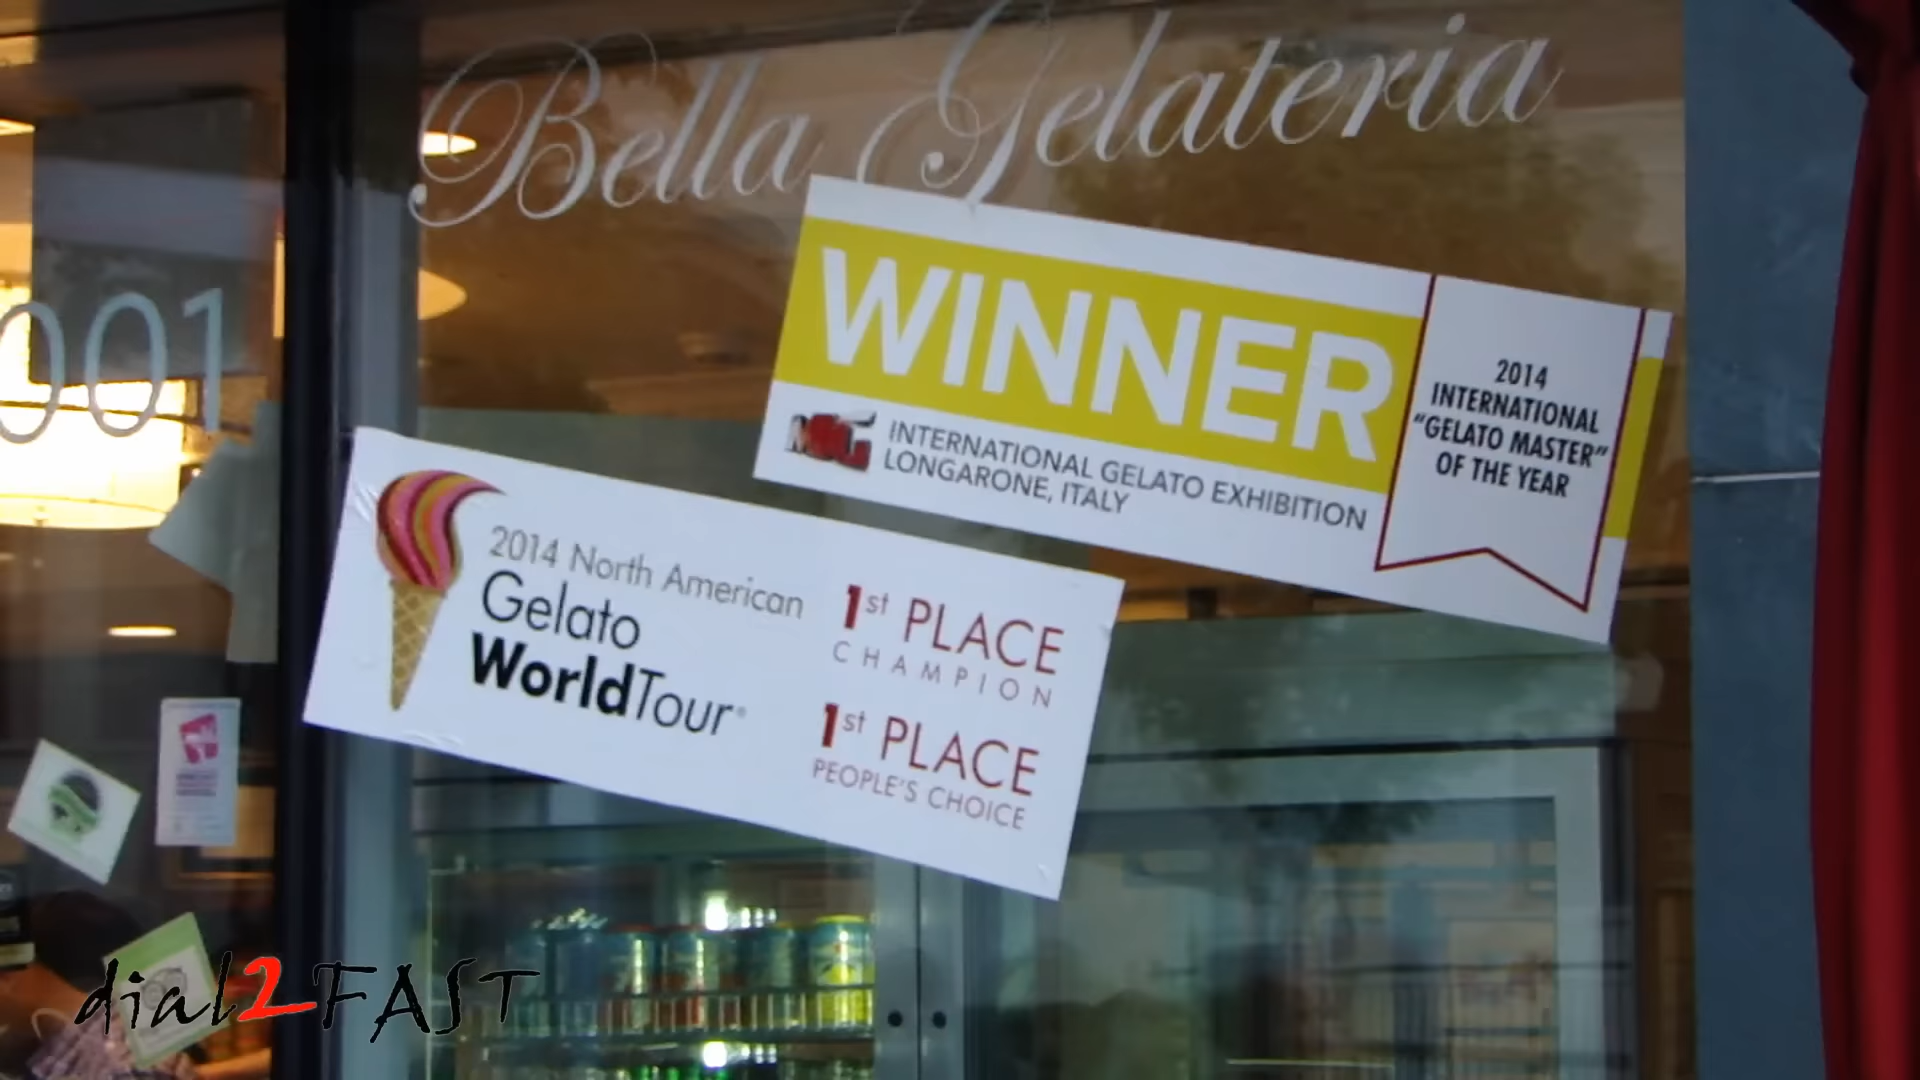 Bella Gelateria
001
WINNER
MIG
INTERNATIONAL GELATO EXHIBITION
LONGARONE, ITALY
2014
INTERNATIONAL
“GELATO MASTER”
OF THE YEAR
2014 North American
Gelato
WorldTour
1st PLACE
CHAMPION
1st PLACE
PEOPLE'S CHOICE
dial2FAST